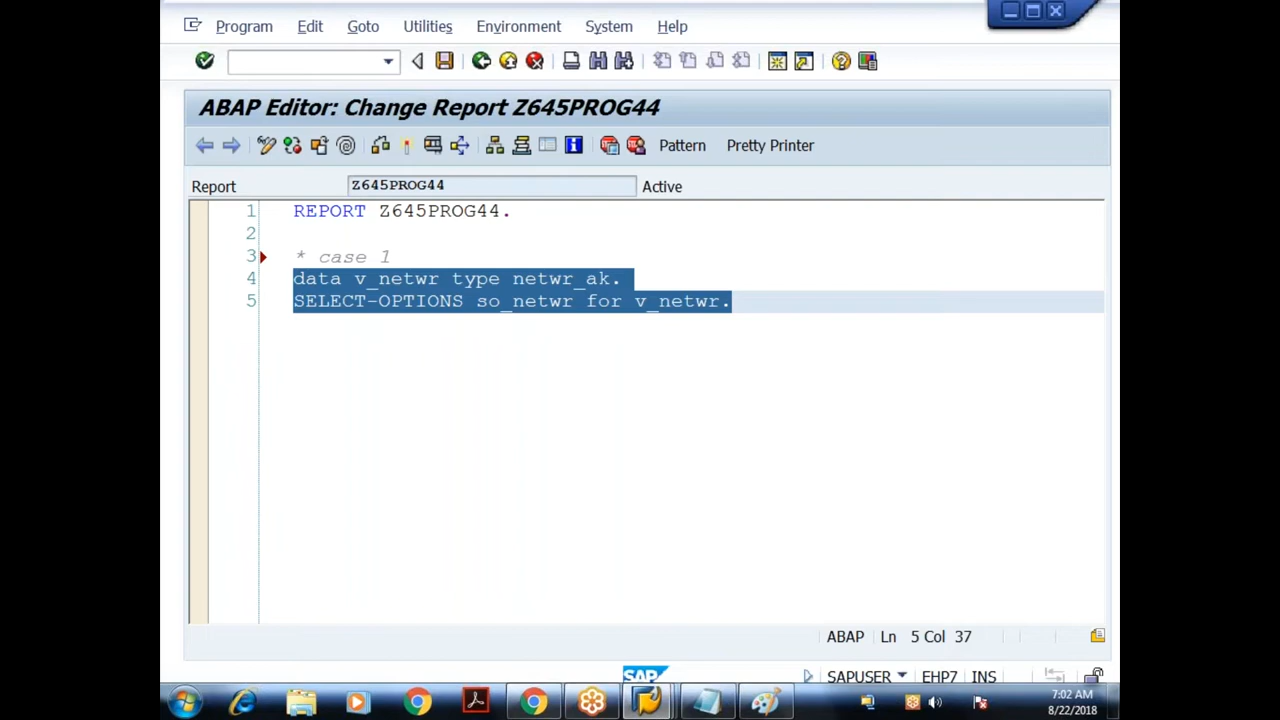 Program Edit Goto Utilities Environment System Help
ABAP Editor: Change Report Z645PROG44
Pattern Pretty Printer
Report Z645PROG44 Active
1 REPORT Z645PROG44.
2
3 * case 1
4 data v_netwr type netwr_ak.
5 SELECT-OPTIONS so_netwr for v_netwr.
ABAP Ln 5 Col 37
SAP SAPUSER EHP7 INS
7:02 AM
8/22/2018